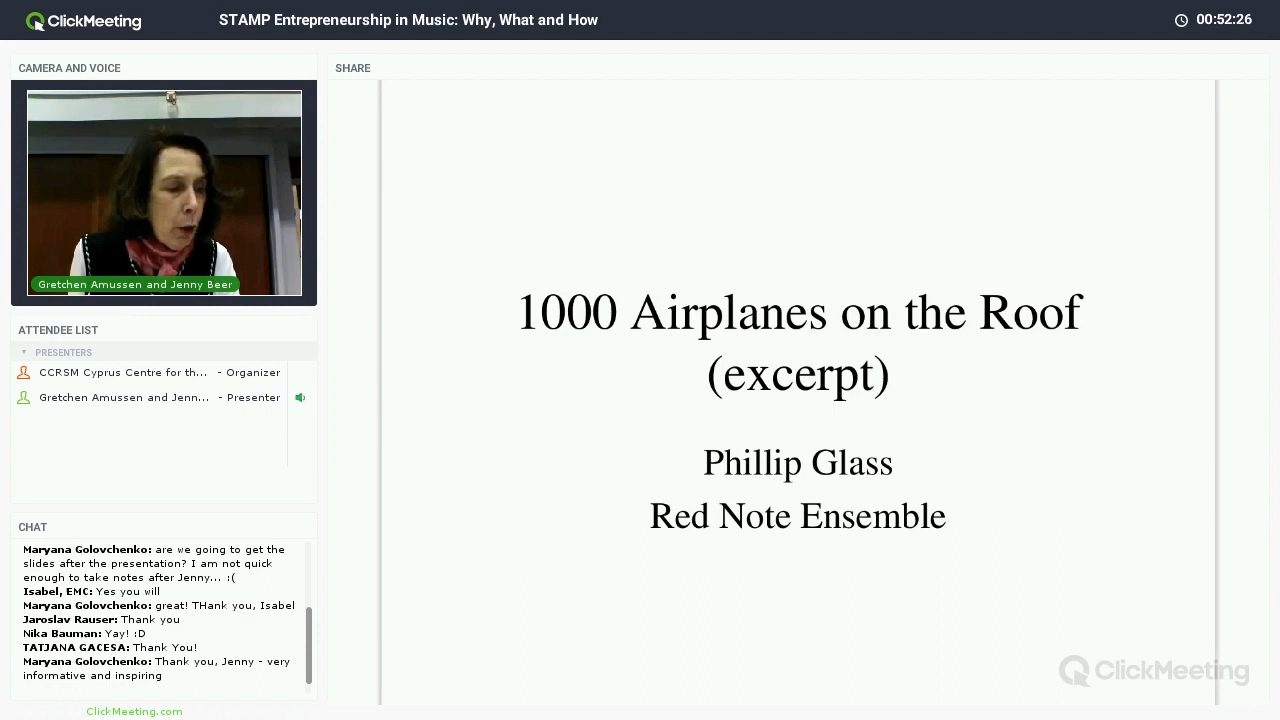 ClickMeeting
STAMP Entrepreneurship in Music: Why, What and How
00:52:26
CAMERA AND VOICE
Gretchen Amussen and Jenny Beer
ATTENDEE LIST
PRESENTERS
CCRSM Cyprus Centre for th... - Organizer
Gretchen Amussen and Jenn... - Presenter
CHAT
Maryana Golovchenko: are we going to get the
slides after the presentation? I am not quick
enough to take notes after Jenny... :(
Isabel, EMC: Yes you will
Maryana Golovchenko: great! THank you, Isabel
Jaroslav Rauser: Thank you
Nika Bauman: Yay! :D
TATJANA GACESA: Thank You!
Maryana Golovchenko: Thank you, Jenny - very
informative and inspiring
ClickMeeting.com
SHARE
1000 Airplanes on the Roof
(excerpt)
Phillip Glass
Red Note Ensemble
ClickMeeting